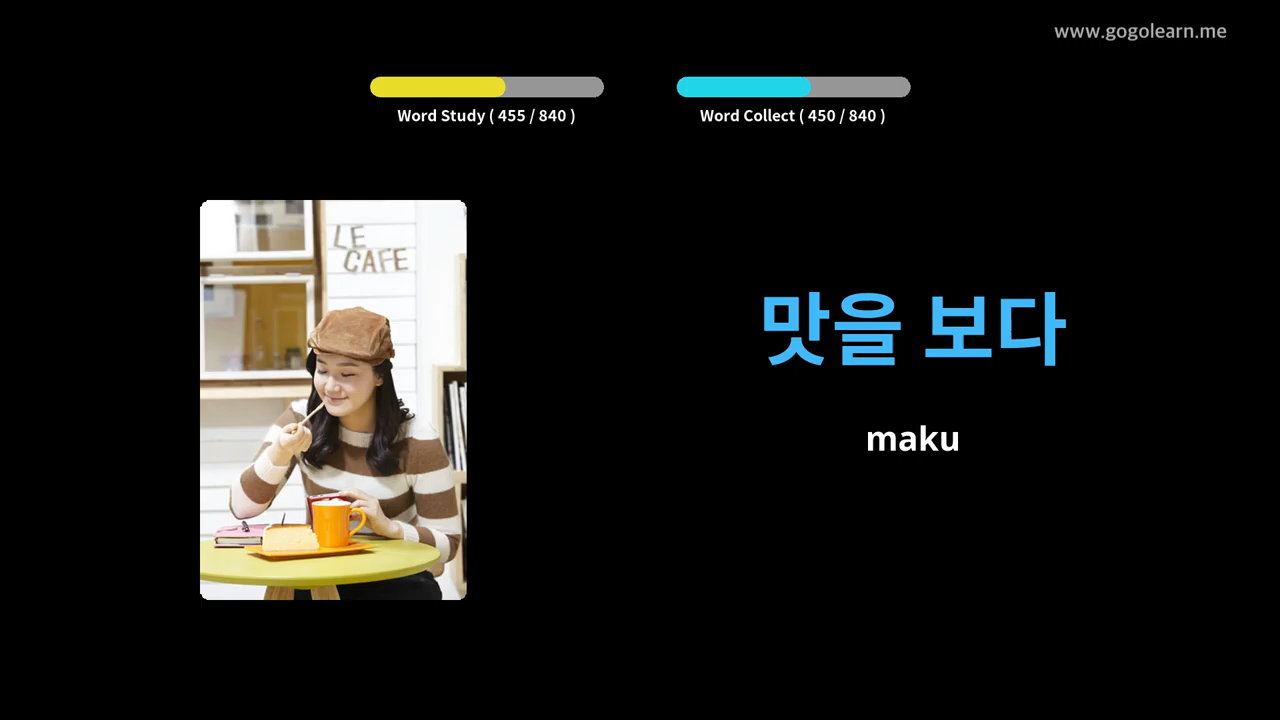 www.gogolearn.me
Word Study ( 455 / 840 )
Word Collect ( 450 / 840 )
LE
CAFE
맛을 보다
maku